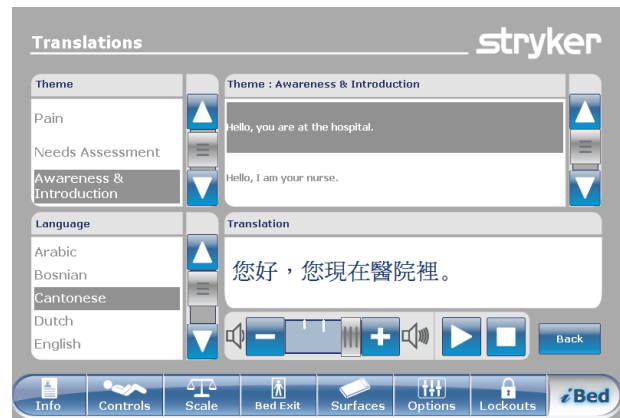 Translations
stryker
Theme
Pain
Needs Assessment
Awareness &
Introduction
Theme : Awareness & Introduction
Hello, you are at the hospital.
Hello, I am your nurse.
Language
Arabic
Bosnian
Cantonese
Dutch
English
Translation
您好，您現在醫院裡。
Back
Info
Controls
Scale
Bed Exit
Surfaces
Options
Lockouts
iBed